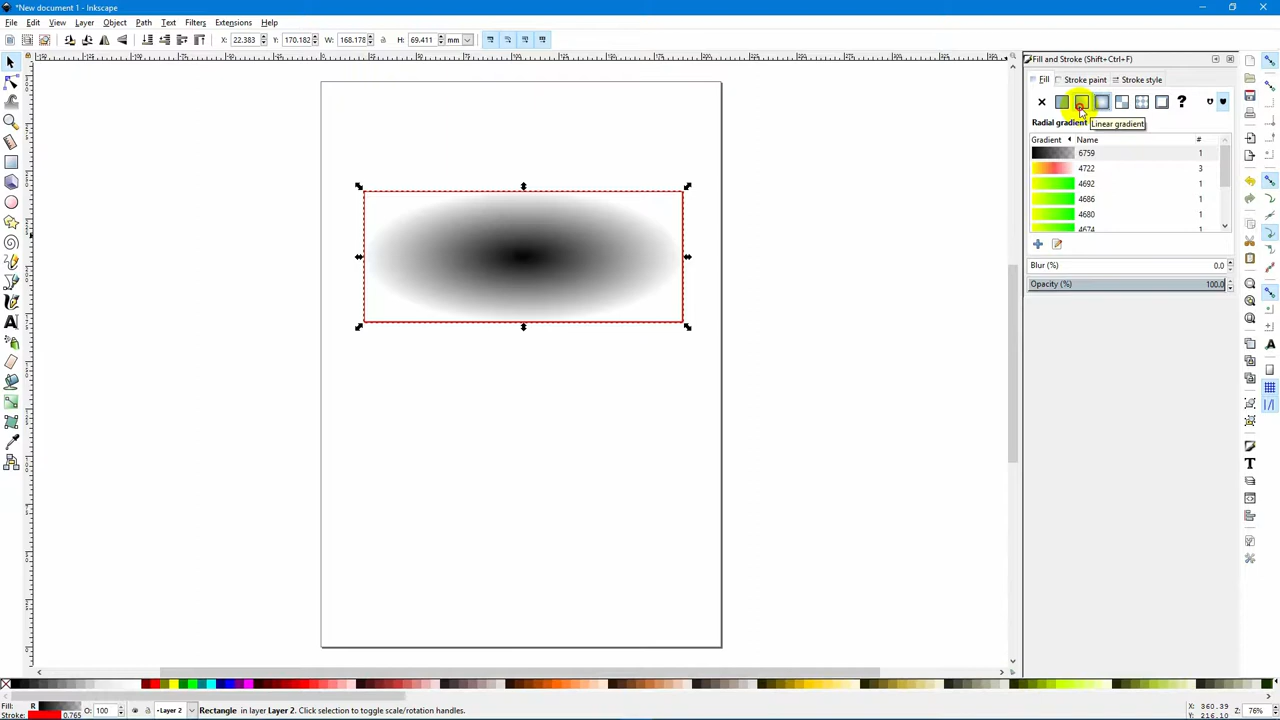 *New document 1 - Inkscape
File Edit View Layer Object Path Text Filters Extensions Help
X: 22.383 Y: 170.182 W: 168.178 H: 69.411 mm
Fill and Stroke (Shift+Ctrl+F)
Fill Stroke paint Stroke style
Radial gradient
Linear gradient
Gradient Name #
6759 1
4722 3
4692 1
4686 1
4680 1
4674 1
Blur (%) 0.0
Opacity (%) 100.0
Fill: R O: 100 Layer 2 Rectangle in layer Layer 2. Click selection to toggle scale/rotation handles. X: 360.39 Z: 76%
Stroke: 0.765 Y: 216.10